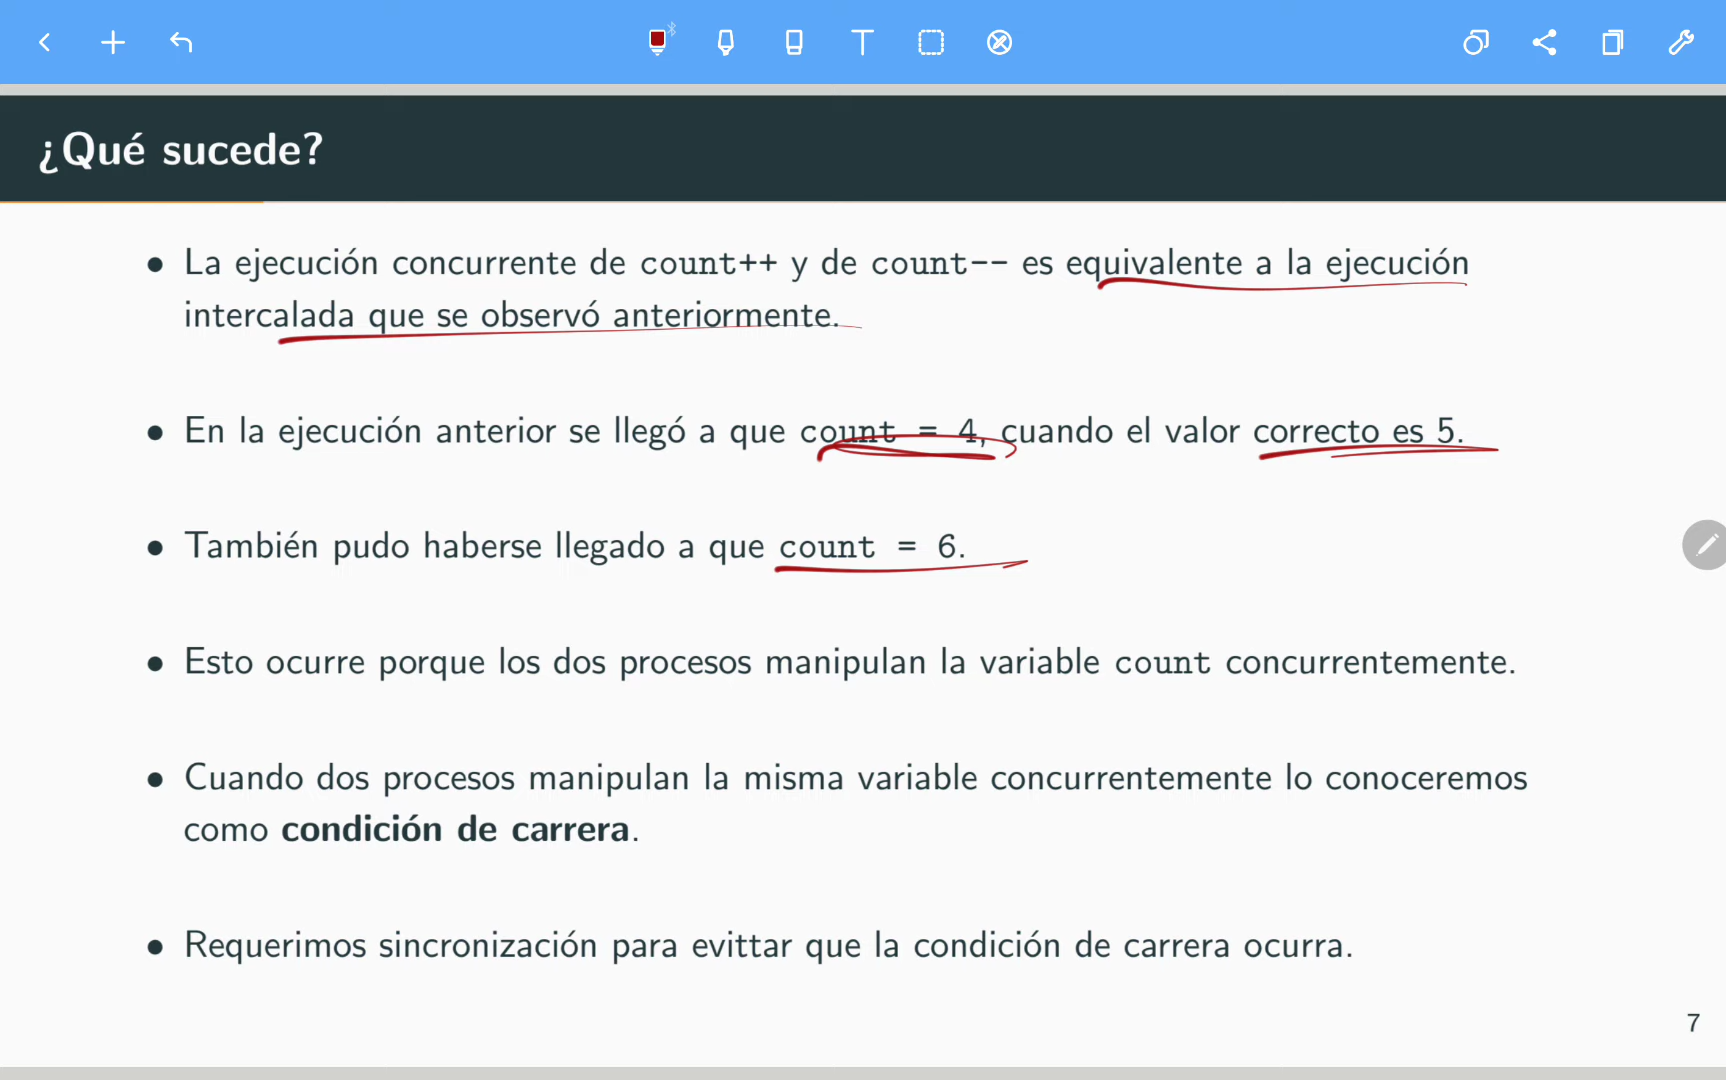 ¿Qué sucede?
• La ejecución concurrente de count++ y de count-- es equivalente a la ejecución
intercalada que se observó anteriormente.
• En la ejecución anterior se llegó a que count = 4, cuando el valor correcto es 5.
• También pudo haberse llegado a que count = 6.
• Esto ocurre porque los dos procesos manipulan la variable count concurrentemente.
• Cuando dos procesos manipulan la misma variable concurrentemente lo conoceremos
como condición de carrera.
• Requerimos sincronización para evittar que la condición de carrera ocurra.
7